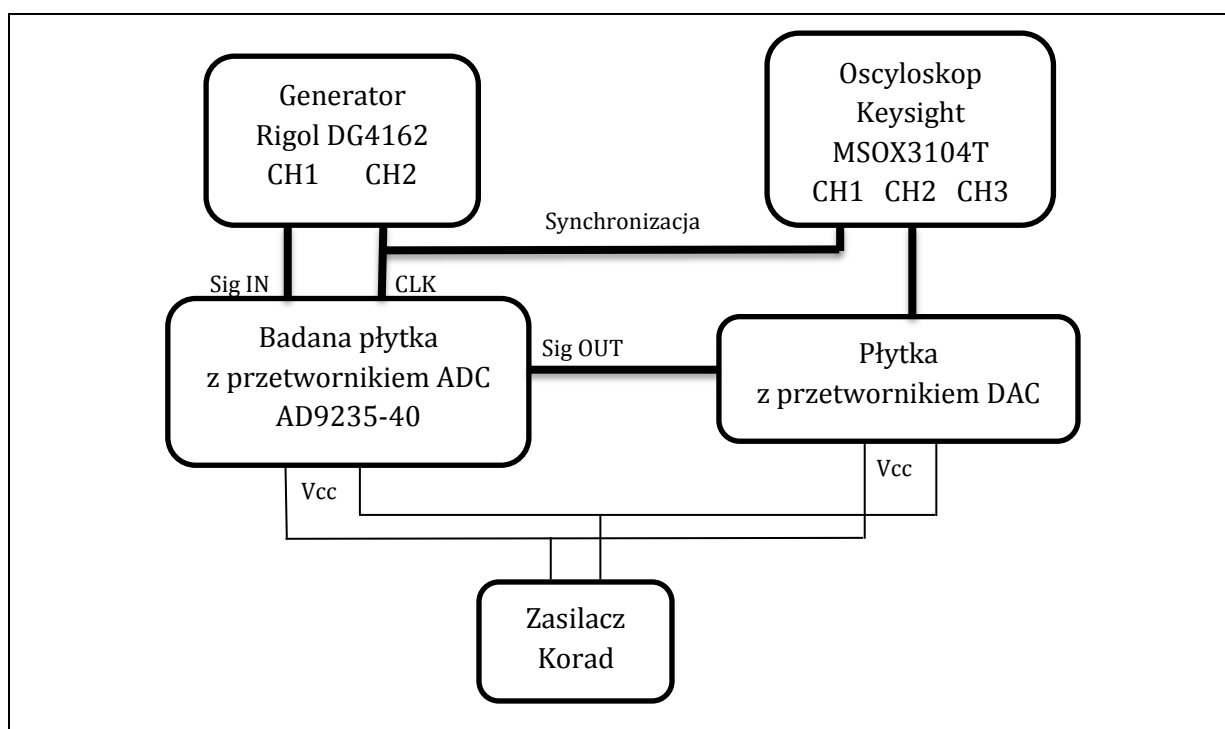 Generator
Rigol DG4162
CH1 CH2
Oscyloskop
Keysight
MSOX3104T
CH1 CH2 CH3
Synchronizacja
Sig IN
CLK
Badana płytka
z przetwornikiem ADC
AD9235-40
Sig OUT
Płytka
z przetwornikiem DAC
Vcc
Vcc
Zasilacz
Korad